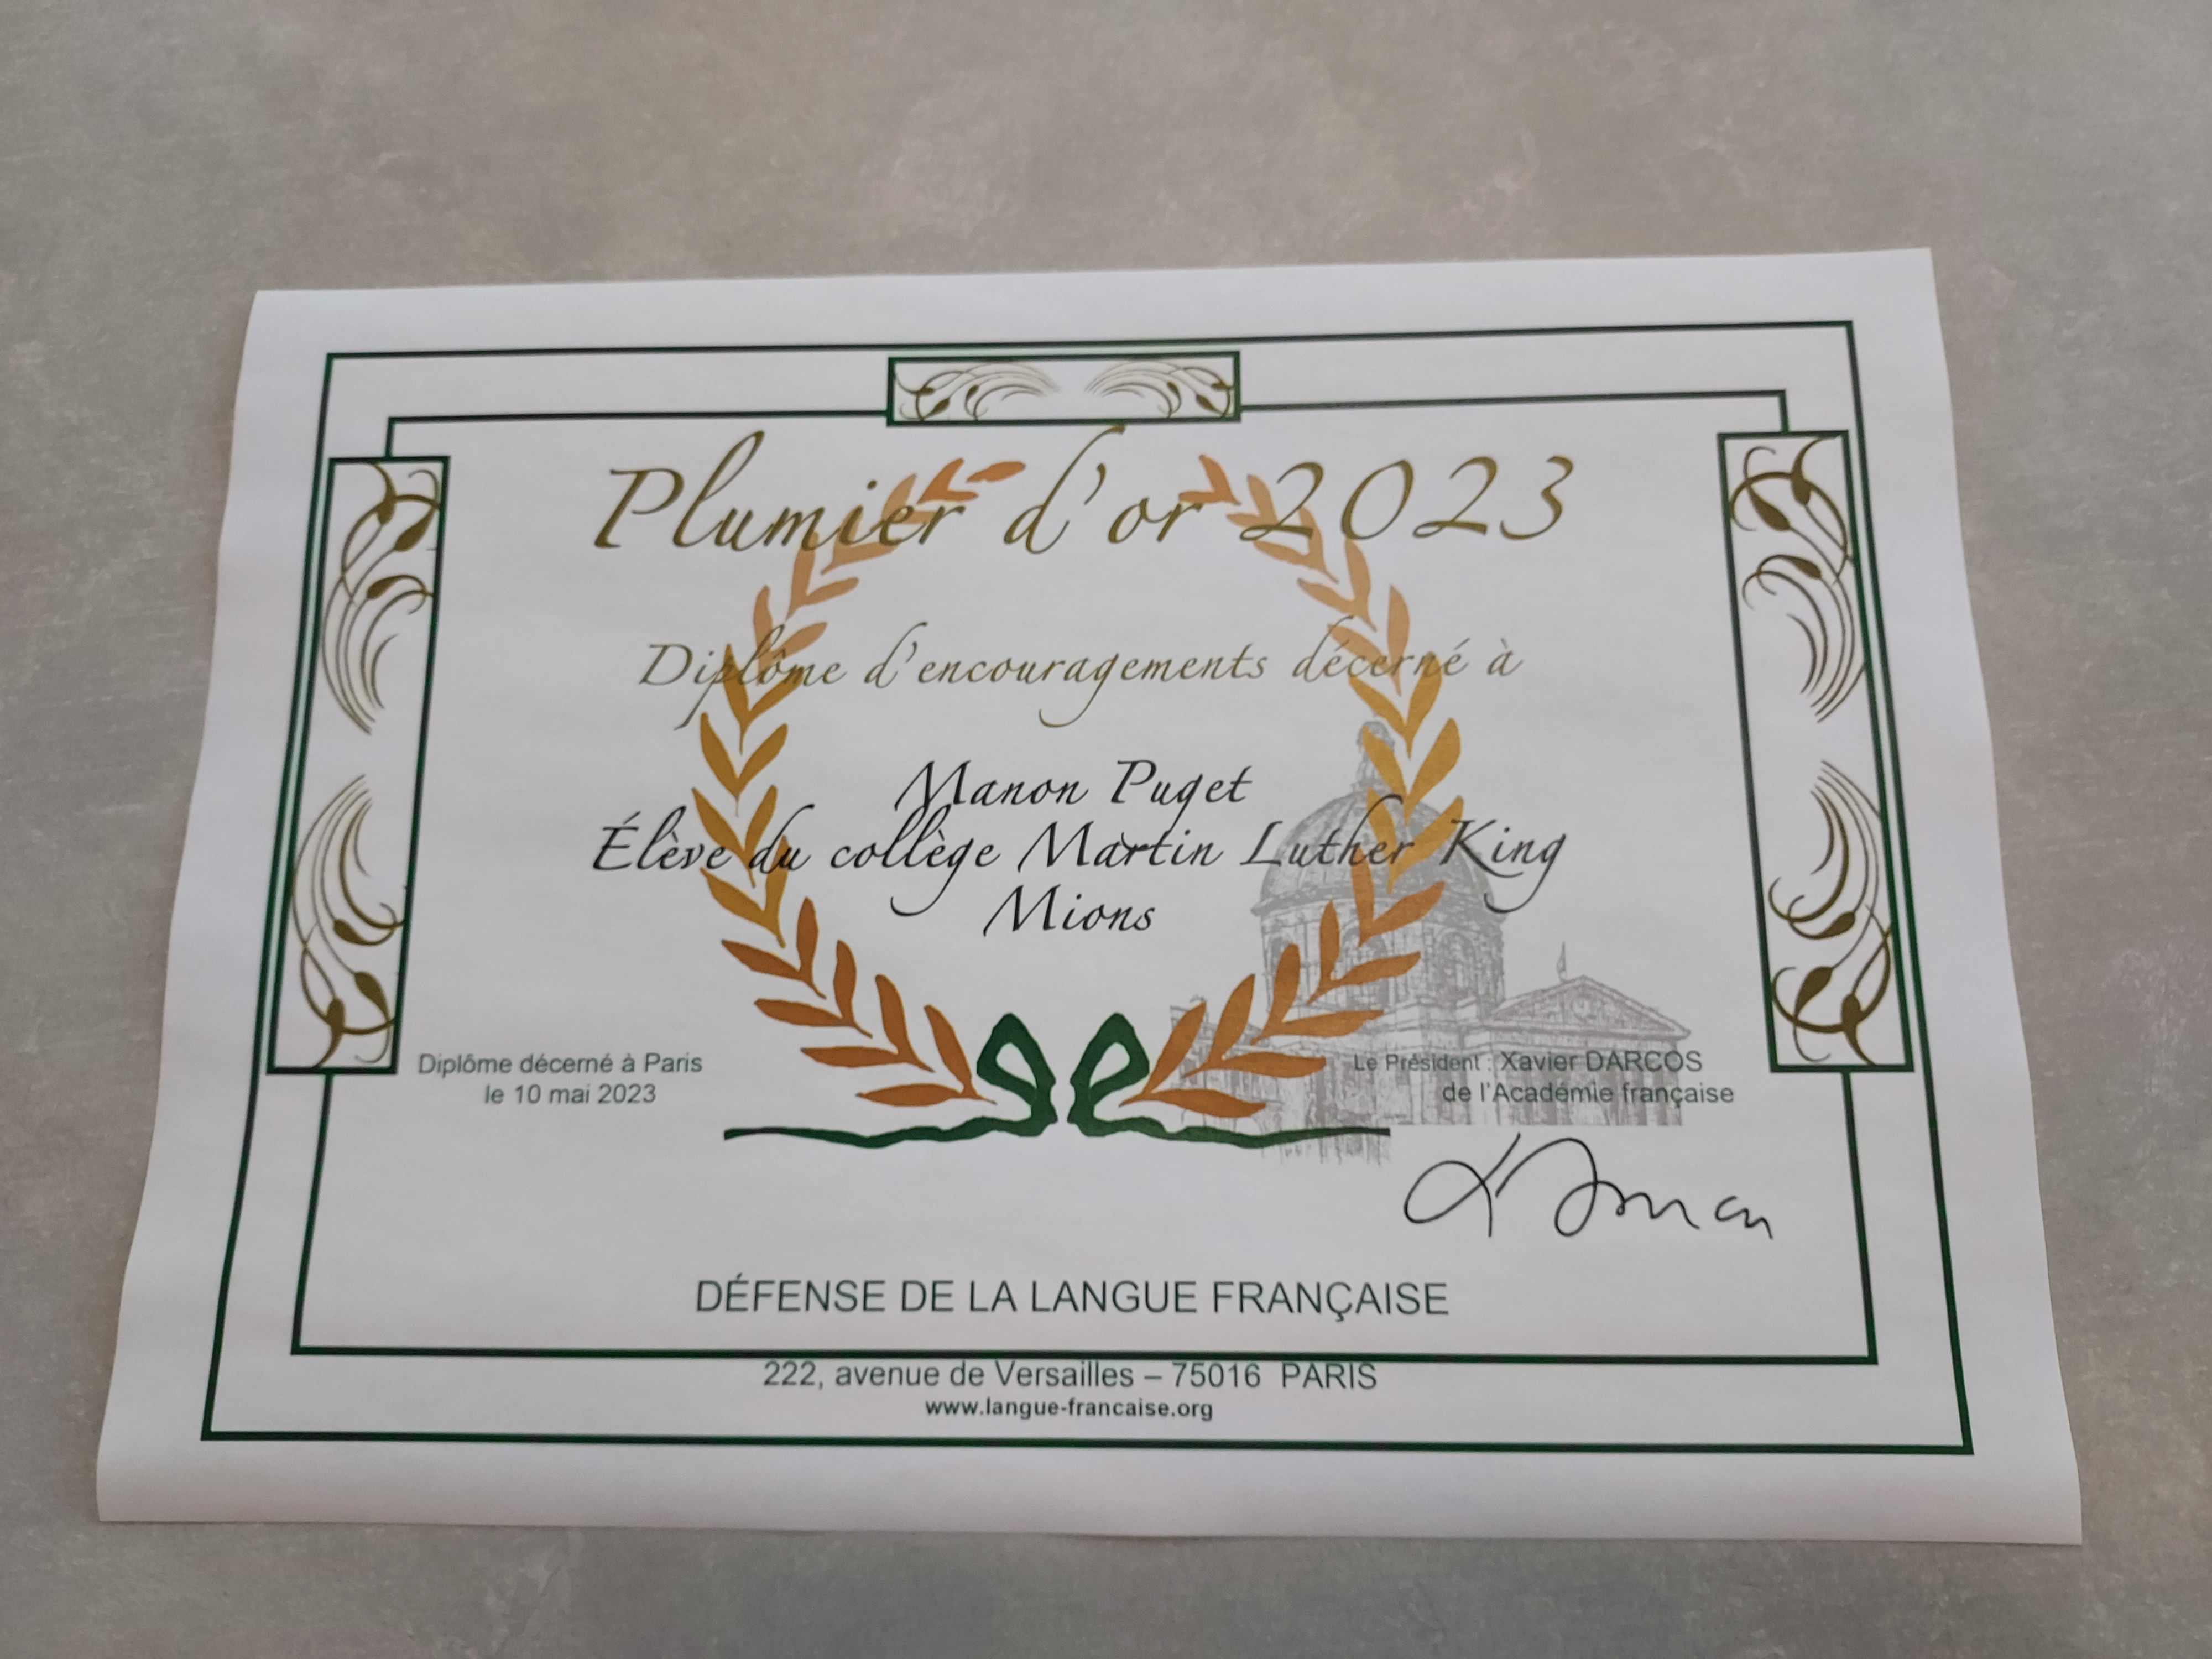 Plumier d'or 2023
Diplôme d'encouragements décerné à
Manon Puget
Élève du collège Martin Luther King
Mions
Diplôme décerné à Paris
le 10 mai 2023
Le Président : Xavier DARCOS
de l'Académie française
DÉFENSE DE LA LANGUE FRANÇAISE
222, avenue de Versailles – 75016 PARIS
www.langue-francaise.org